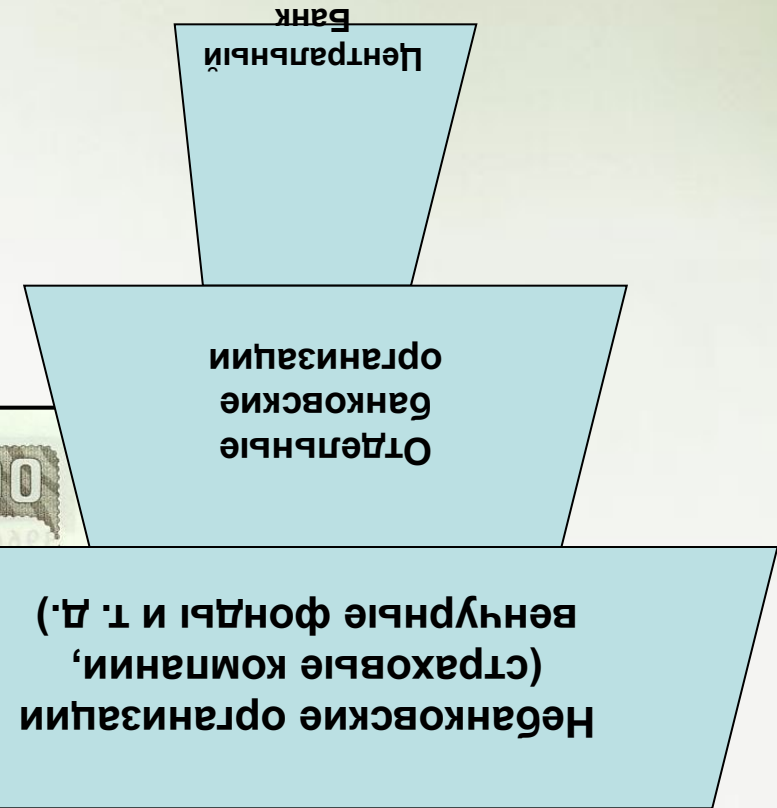 Небанковские организации
(страховые компании,
венчурные фонды и т. д.)
Отдельные
банковские
организации
Центральный
Банк